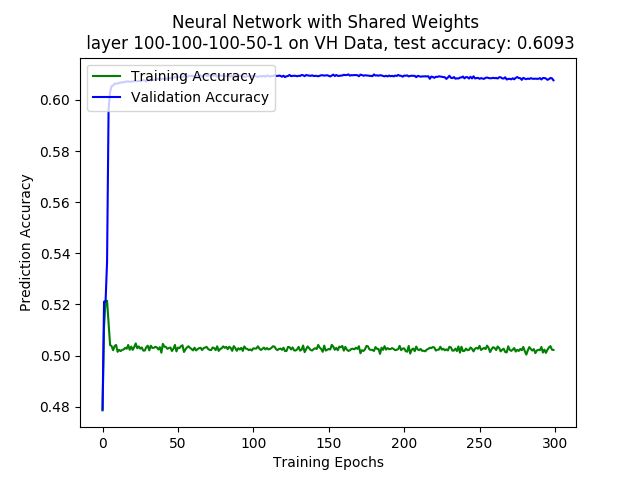 Neural Network with Shared Weights
layer 100-100-100-50-1 on VH Data, test accuracy: 0.6093
Training Accuracy
Validation Accuracy
0.60
0.58
0.56
0.54
0.52
0.50
0.48
Prediction Accuracy
0 50 100 150 200 250 300
Training Epochs